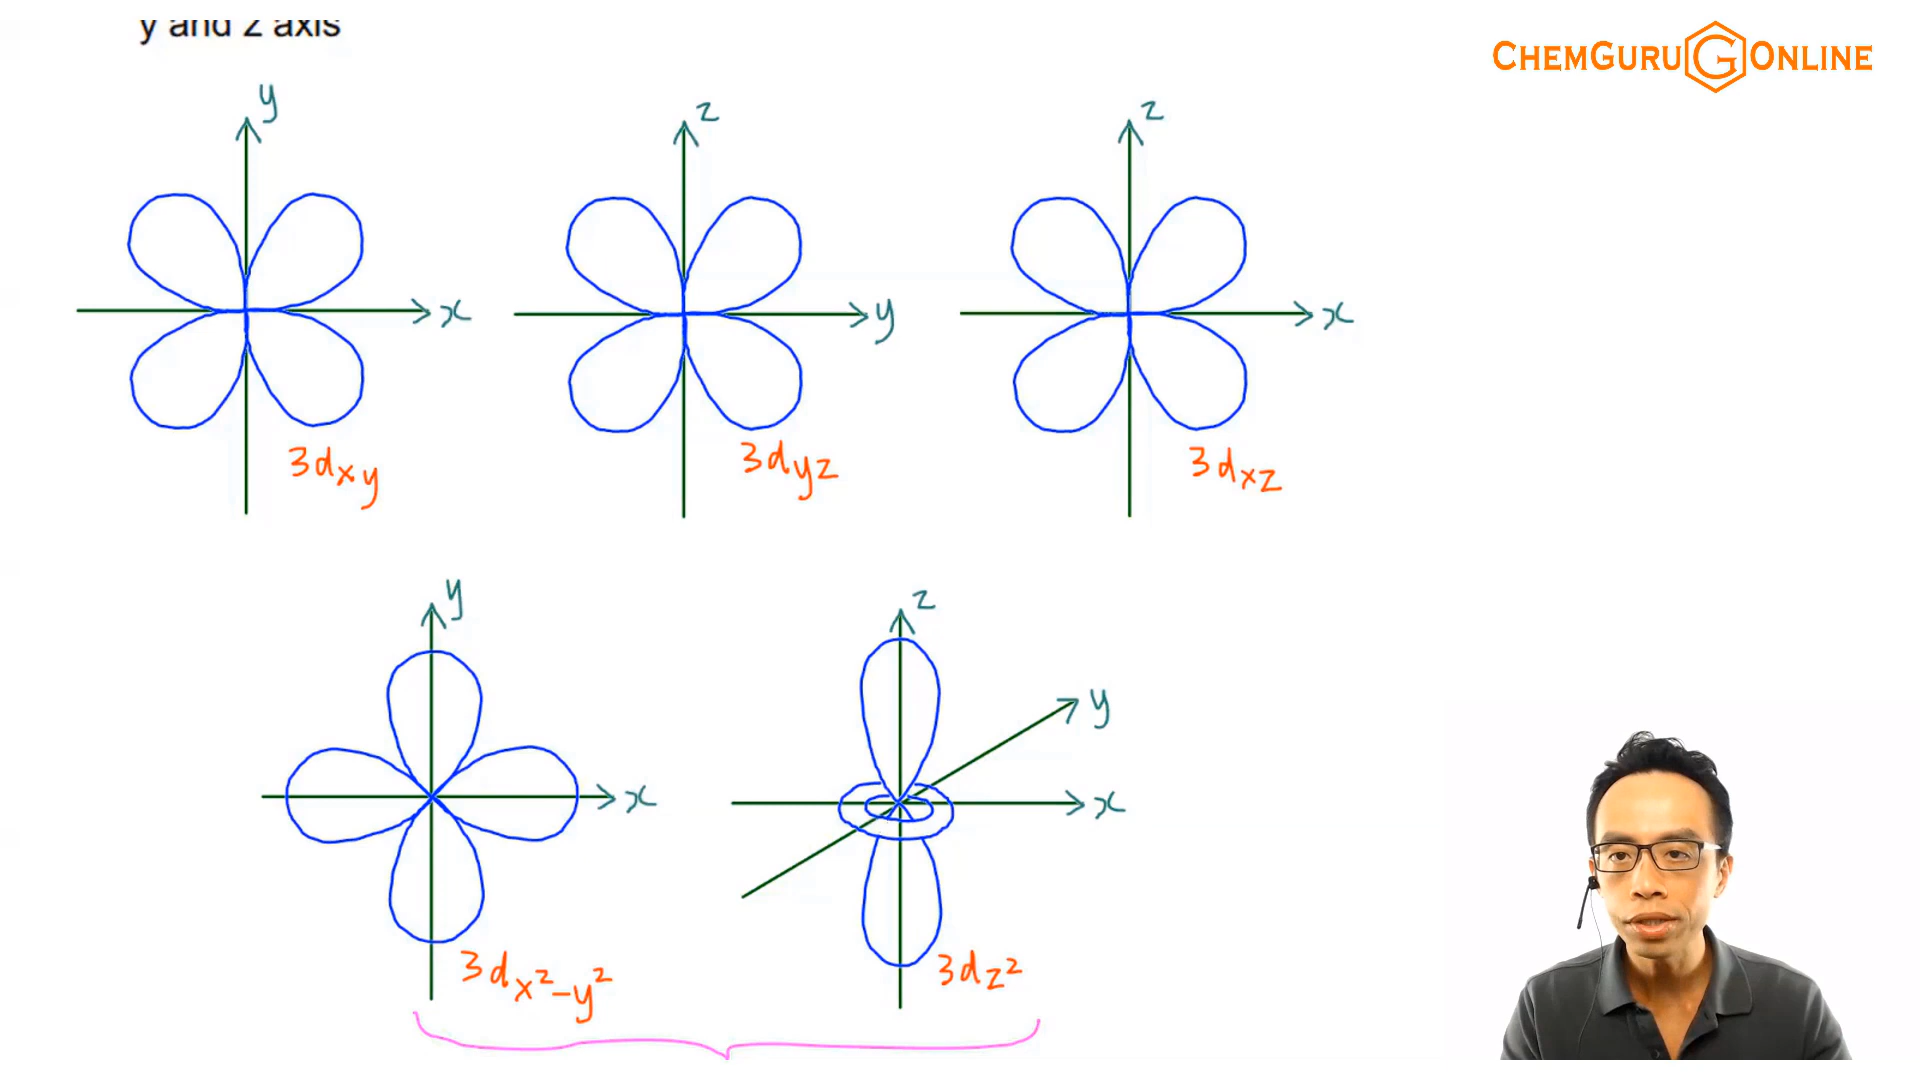 y and z axis
CHEMGURU G ONLINE
y
x
3dxy
z
y
3dyz
z
x
3dxz
y
x
3dx²-y²
z
y
x
3dz²